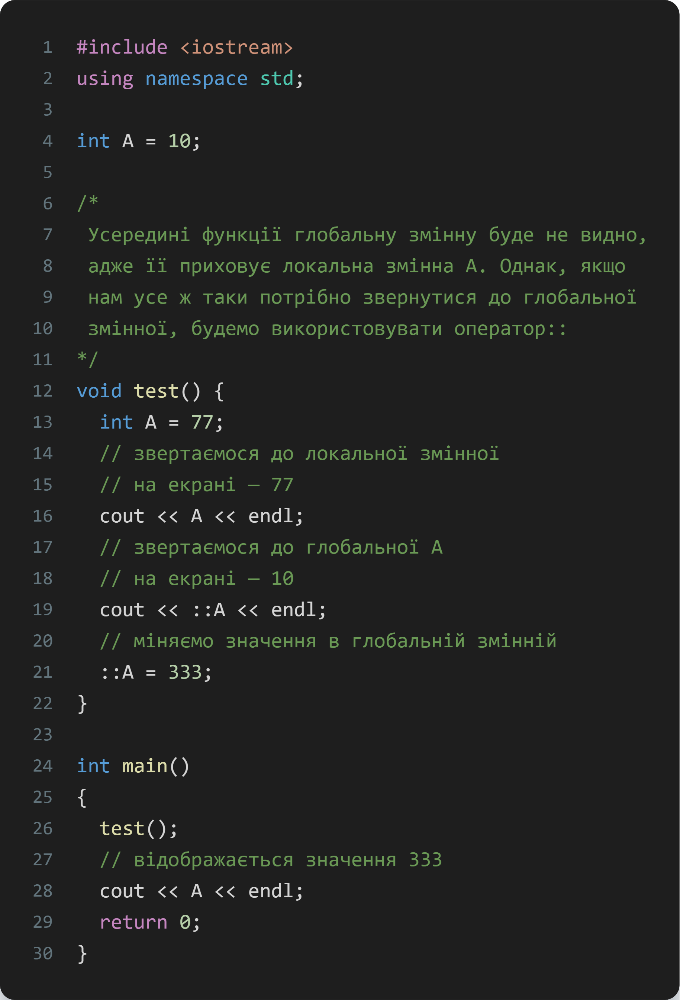 1 #include <iostream>
2 using namespace std;
3
4 int A = 10;
5
6 /*
7  Усередині функції глобальну змінну буде не видно,
8  адже її приховує локальна змінна А. Однак, якщо
9  нам усе ж таки потрібно звернутися до глобальної
10  змінної, будемо використовувати оператор::
11 */
12 void test() {
13   int A = 77;
14   // звертаємося до локальної змінної
15   // на екрані — 77
16   cout << A << endl;
17   // звертаємося до глобальної А
18   // на екрані — 10
19   cout << ::A << endl;
20   // міняємо значення в глобальній змінній
21   ::A = 333;
22 }
23
24 int main()
25 {
26   test();
27   // відображається значення 333
28   cout << A << endl;
29   return 0;
30 }